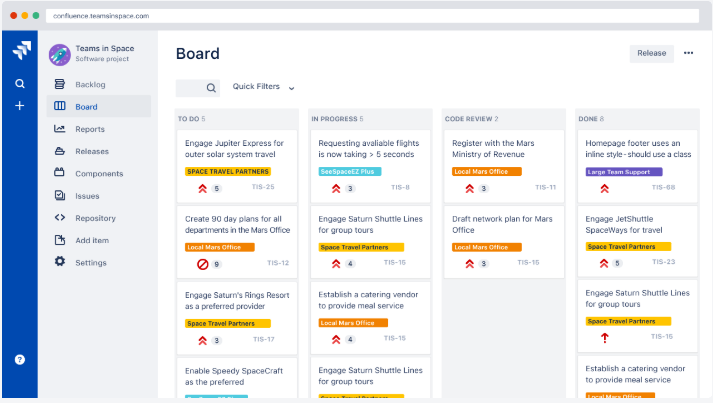 confluence.teamsinspace.com
Teams in Space
Software project
Backlog
Board
Reports
Releases
Components
Issues
Repository
Add item
Settings
Board
Release
Quick Filters
TO DO 5
Engage Jupiter Express for
outer solar system travel
SPACE TRAVEL PARTNERS
5
TIS-25
Create 90 day plans for all
departments in the Mars Office
Local Mars Office
9
TIS-12
Engage Saturn's Rings Resort
as a preferred provider
Space Travel Partners
3
TIS-17
Enable Speedy SpaceCraft
as the preferred
IN PROGRESS 5
Requesting avaliable flights
is now taking > 5 seconds
SeeSpaceEZ Plus
3
TIS-8
Engage Saturn Shuttle Lines
for group tours
Space Travel Partners
4
TIS-15
Establish a catering vendor
to provide meal service
Local Mars Office
4
TIS-15
Engage Saturn Shuttle Lines
for group tours
Space Travel Partners
CODE REVIEW 2
Register with the Mars
Ministry of Revenue
Local Mars Office
3
TIS-11
Draft network plan for Mars
Office
Local Mars Office
3
TIS-15
DONE 8
Homepage footer uses an
inline style-should use a class
Large Team Support
TIS-68
Engage JetShuttle
SpaceWays for travel
Space Travel Partners
5
TIS-23
Engage Saturn Shuttle Lines
for group tours
Space Travel Partners
TIS-15
Establish a catering vendor
to provide meal service
Local Mars Office